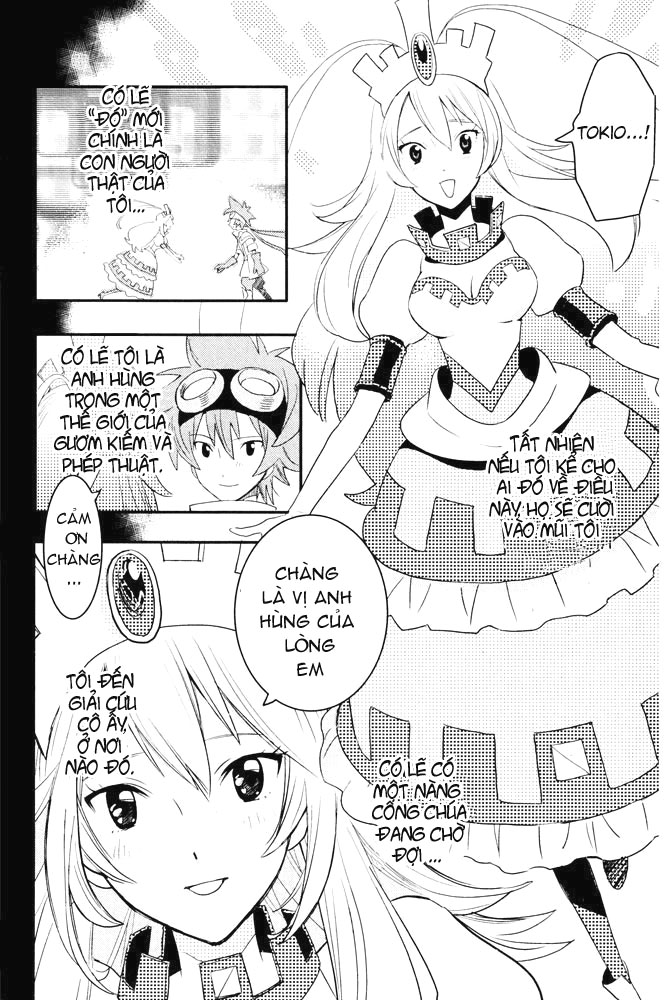 TOKIO...!
CÓ LẼ
"ĐÓ" MỚI
CHÍNH LÀ
CON NGƯỜI
THẬT CỦA
TÔI...
CÓ LẼ TÔI LÀ
ANH HÙNG
TRONG MỘT
THẾ GIỚI CỦA
GƯƠM KIẾM VÀ
PHÉP THUẬT.
TẤT NHIÊN
NẾU TÔI KỂ CHO
AI ĐÓ VỀ ĐIỀU
NÀY, HỌ SẼ CƯỜI
VÀO MŨI TÔI
CẢM
ƠN
CHÀNG
...
CHÀNG
LÀ VỊ ANH
HÙNG CỦA
LÒNG
EM
TÔI ĐẾN
GIẢI CỨU
CÔ ẤY,
Ở NƠI
NÀO ĐÓ.
CÓ LẼ CÓ
MỘT NÀNG
CÔNG CHÚA
ĐANG CHỜ
ĐỢI ...